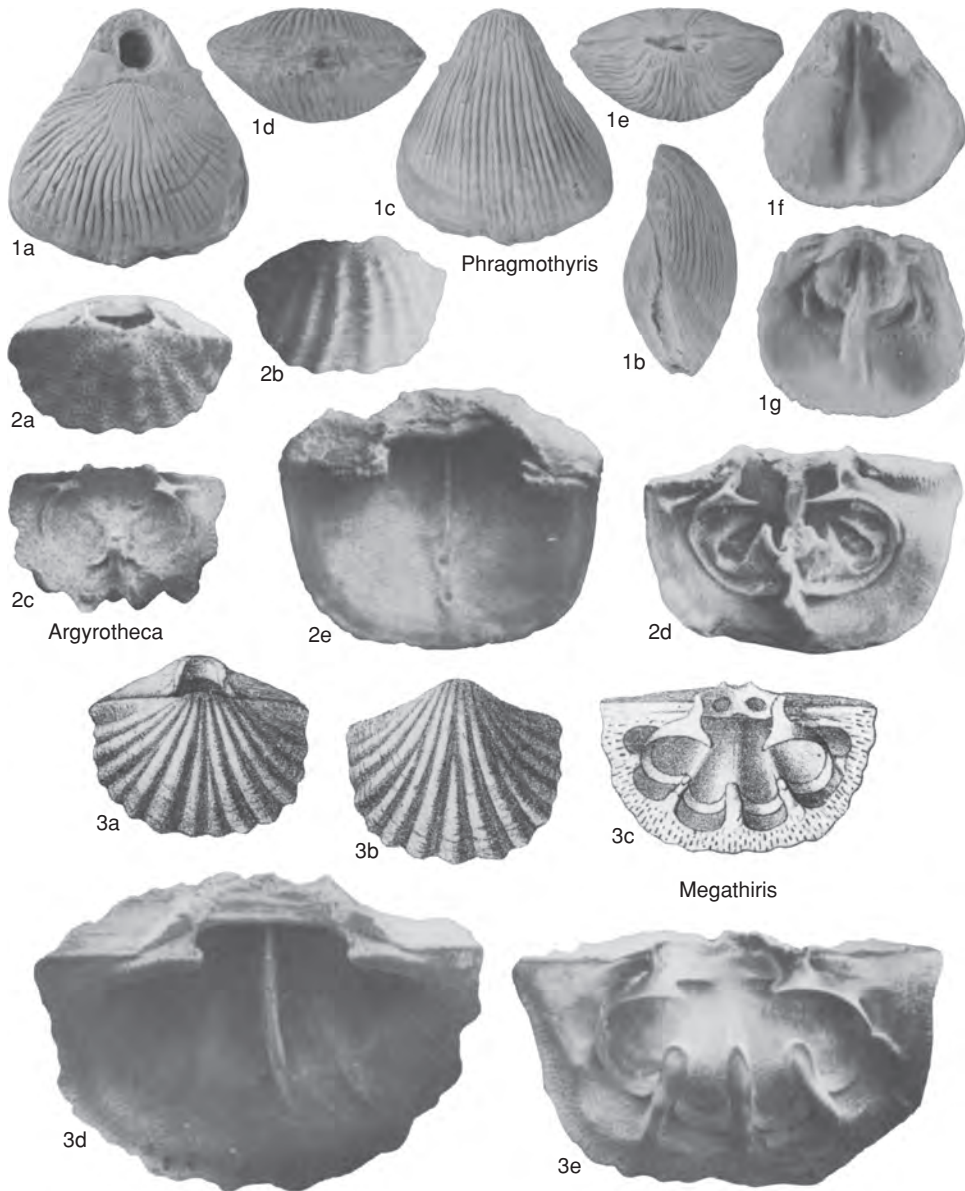 1a
1d
1c
1e
1f
Phragmothyris
1b
1g
2a
2b
2c
Argyrotheca
2e
2d
3a
3b
3c
Megathiris
3d
3e